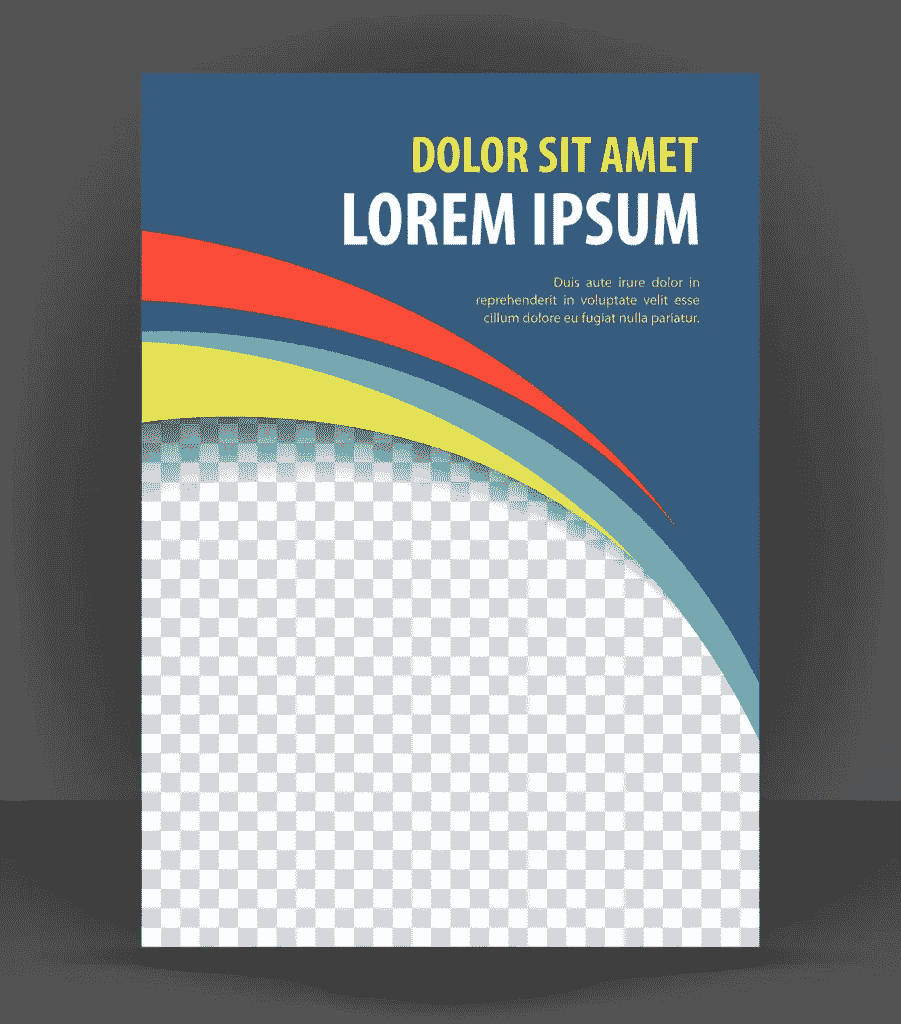 DOLOR SIT AMET
LOREM IPSUM
Duis aute irure dolor in
reprehenderit in voluptate velit esse
cillum dolore eu fugiat nulla pariatur.